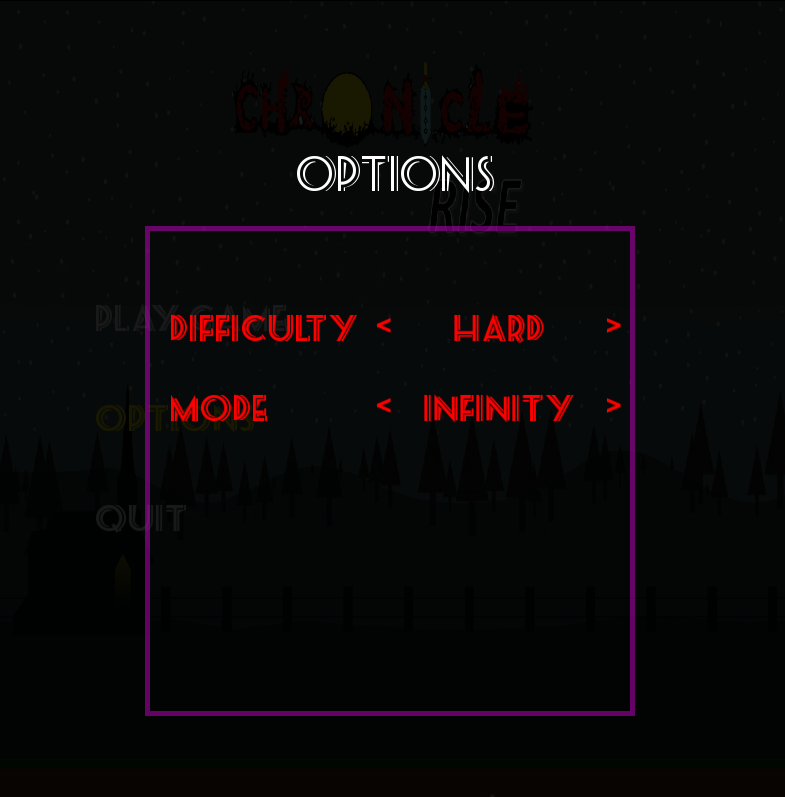 CHRONICLE
OPTIONS
RISE
PLAY GAME
DIFFICULTY < HARD >
MODE < INFINITY >
OPTIONS
QUIT